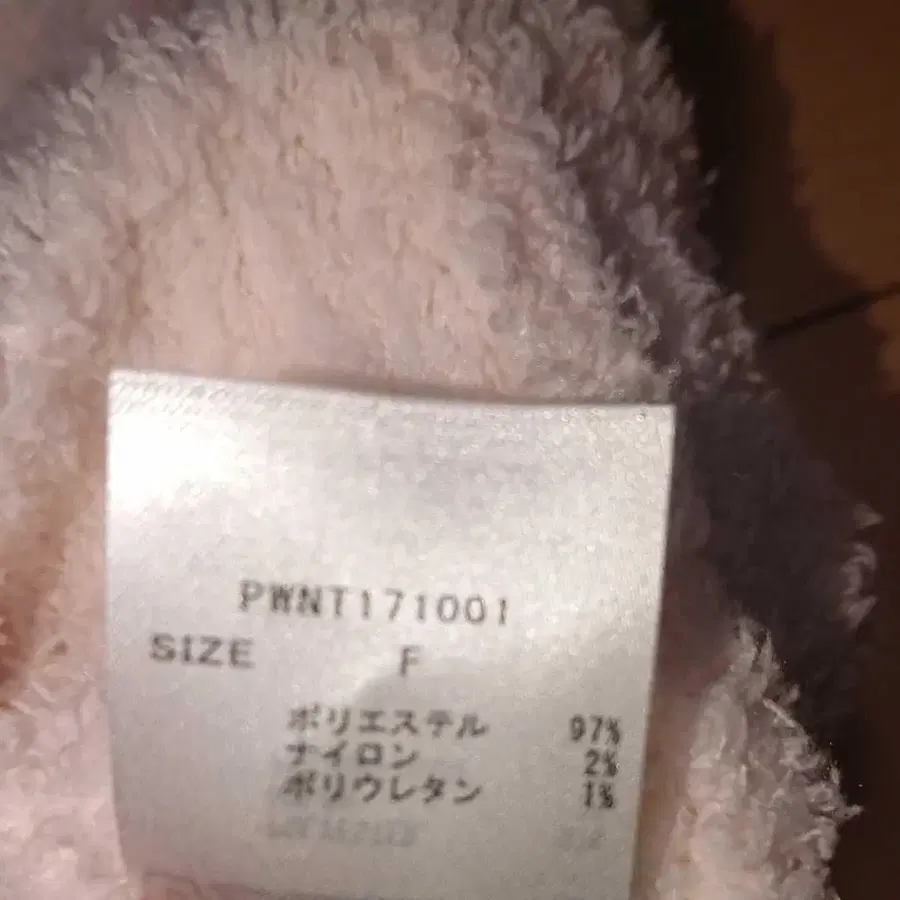 PWNT171001
SIZE F
ポリエステル 97%
ナイロン 2%
ポリウレタン 1%